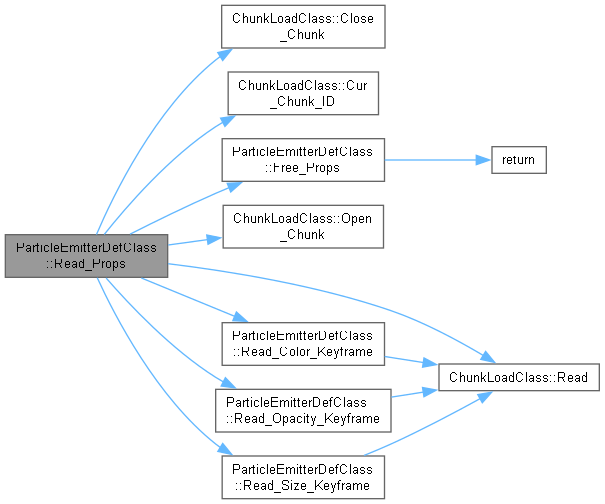 ChunkLoadClass::Close
_Chunk
ChunkLoadClass::Cur
_Chunk_ID
ParticleEmitterDefClass
::Free_Props
return
ChunkLoadClass::Open
_Chunk
ParticleEmitterDefClass
::Read_Props
ParticleEmitterDefClass
::Read_Color_Keyframe
ChunkLoadClass::Read
ParticleEmitterDefClass
::Read_Opacity_Keyframe
ParticleEmitterDefClass
::Read_Size_Keyframe